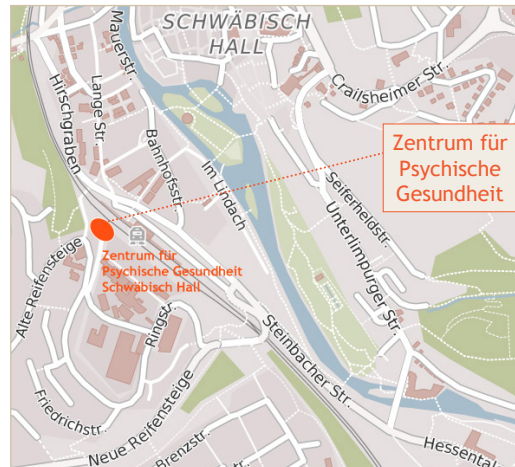 SCHWÄBISCH
HALL
Mauerstr.
Crailsheimer Str.
Hirschgraben
Lange Str.
Bahnhofsstr.
Im Lindach
Zentrum für
Psychische
Gesundheit
Seiferheldstr.
Unterlimpurger Str.
Zentrum für
Psychische Gesundheit
Schwäbisch Hall
Alte Reifensteige
Ringstr.
Steinbacher Str.
Friedrichstr.
Neue Reifensteige
Brenzstr.